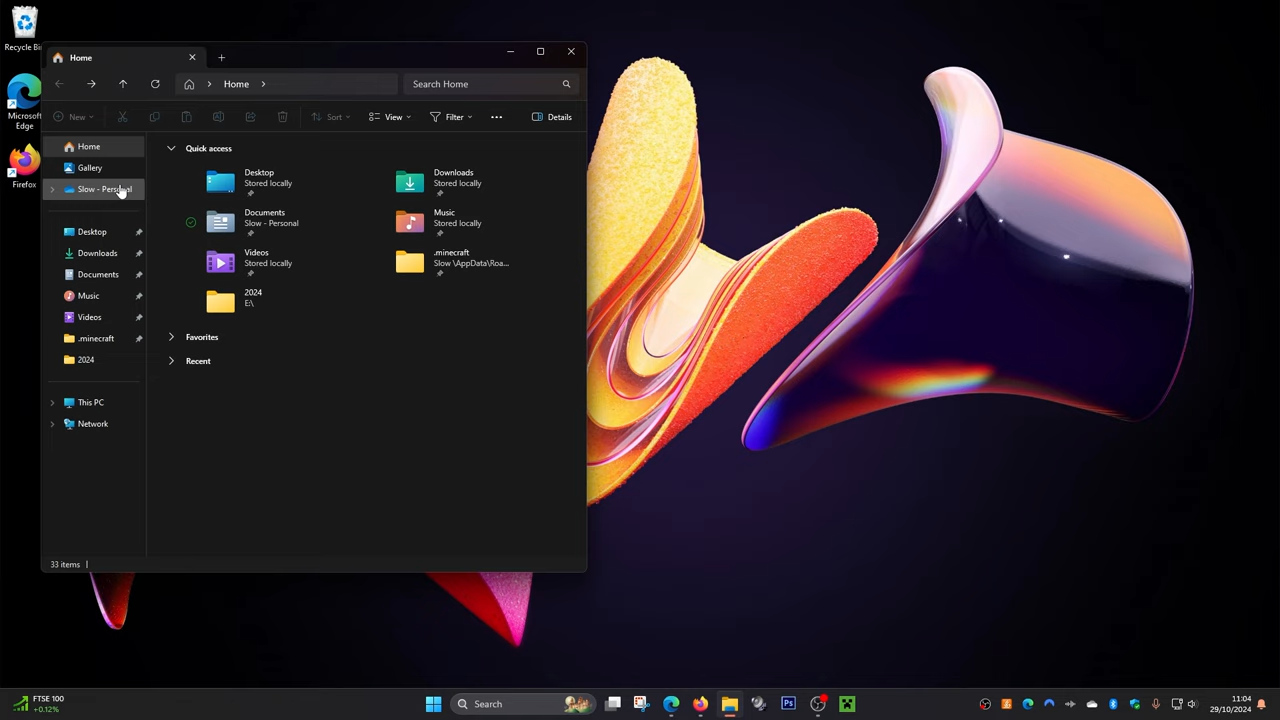 Recycle Bin
Microsoft
Edge
Firefox
Home
Home
Search Home
New
Sort
View
Filter
Details
Home
Gallery
Slow - Personal
Desktop
Downloads
Documents
Music
Videos
.minecraft
2024
This PC
Network
Quick access
Desktop
Stored locally
Downloads
Stored locally
Documents
Slow - Personal
Music
Stored locally
Videos
Stored locally
.minecraft
Slow \AppData\Roa...
2024
E:\
Favorites
Recent
33 items
FTSE 100
+0.12%
Search
Ps
11:04
29/10/2024